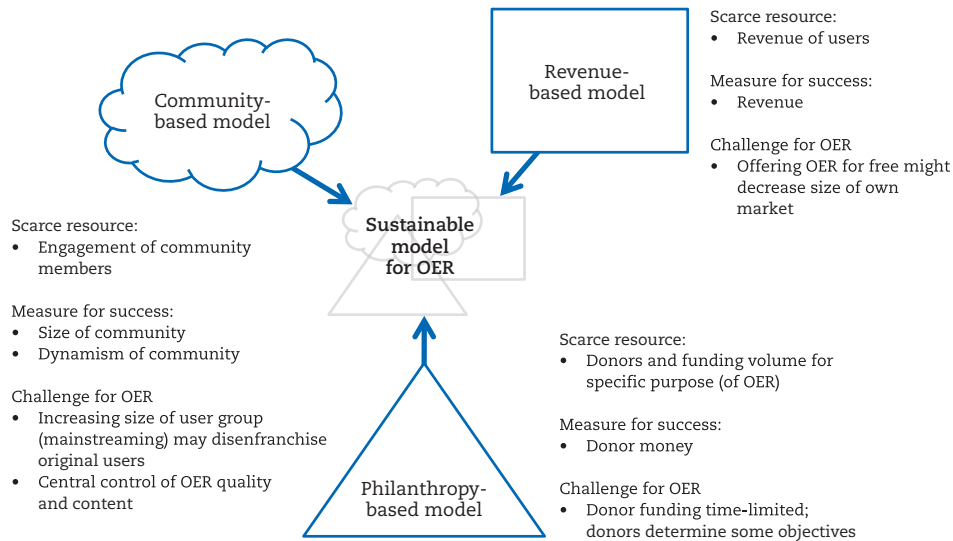 Community-
based model
Revenue-
based model
Scarce resource:
• Revenue of users
Measure for success:
• Revenue
Challenge for OER
• Offering OER for free might
decrease size of own
market
Sustainable
model
for OER
Scarce resource:
• Engagement of community
members
Measure for success:
• Size of community
• Dynamism of community
Challenge for OER
• Increasing size of user group
(mainstreaming) may disenfranchise
original users
• Central control of OER quality
and content
Philanthropy-
based model
Scarce resource:
• Donors and funding volume for
specific purpose (of OER)
Measure for success:
• Donor money
Challenge for OER
• Donor funding time-limited;
donors determine some objectives